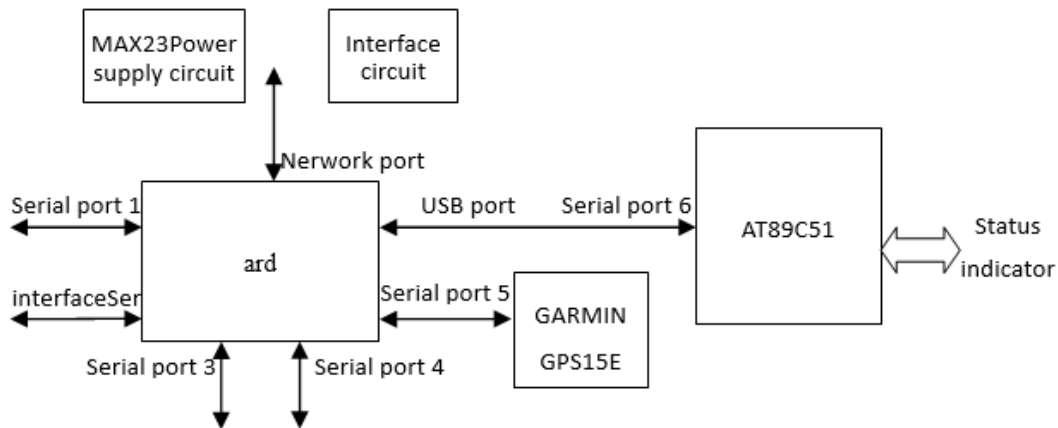 MAX23Power
supply circuit
Interface
circuit
Nerwork port
Serial port 1
USB port
Serial port 6
AT89C51
Status
indicator
ard
interfaceSer
Serial port 5
GARMIN
GPS15E
Serial port 3
Serial port 4